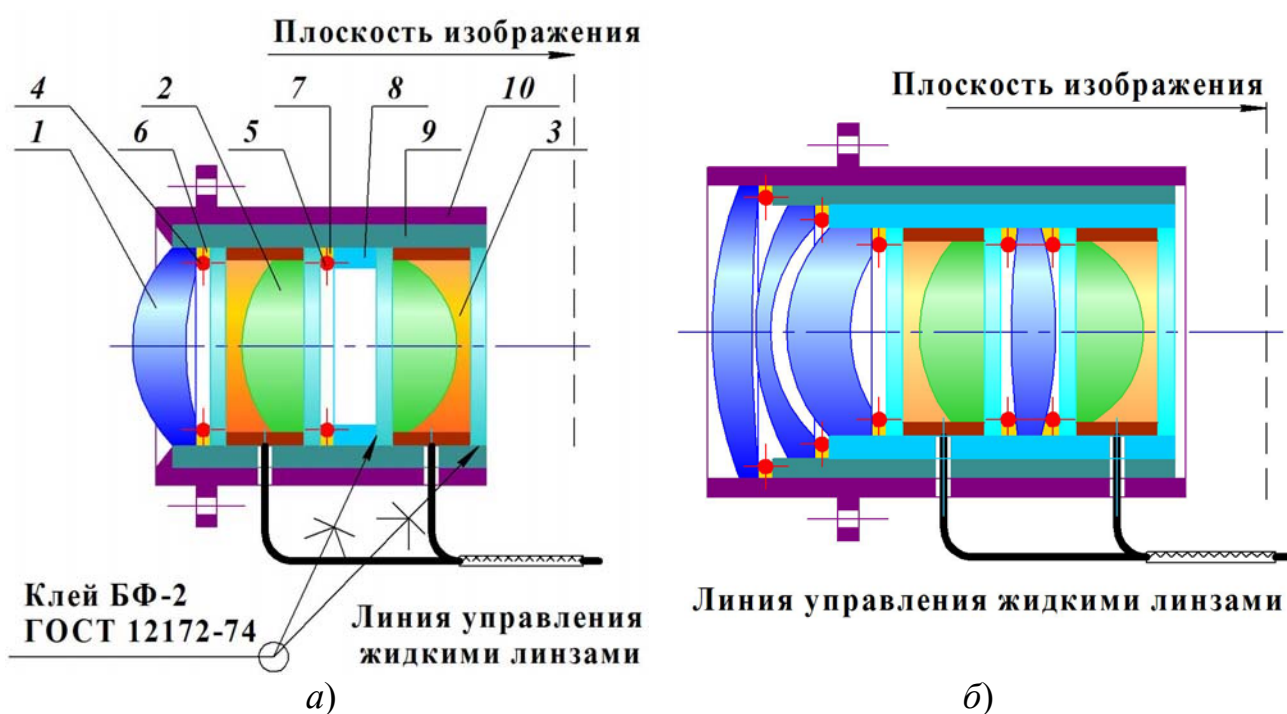 Плоскость изображения
4 2 7 8 10
1 6 5 9 3
Клей БФ-2
ГОСТ 12172-74
Линия управления
жидкими линзами
а)
Плоскость изображения
Линия управления жидкими линзами
б)